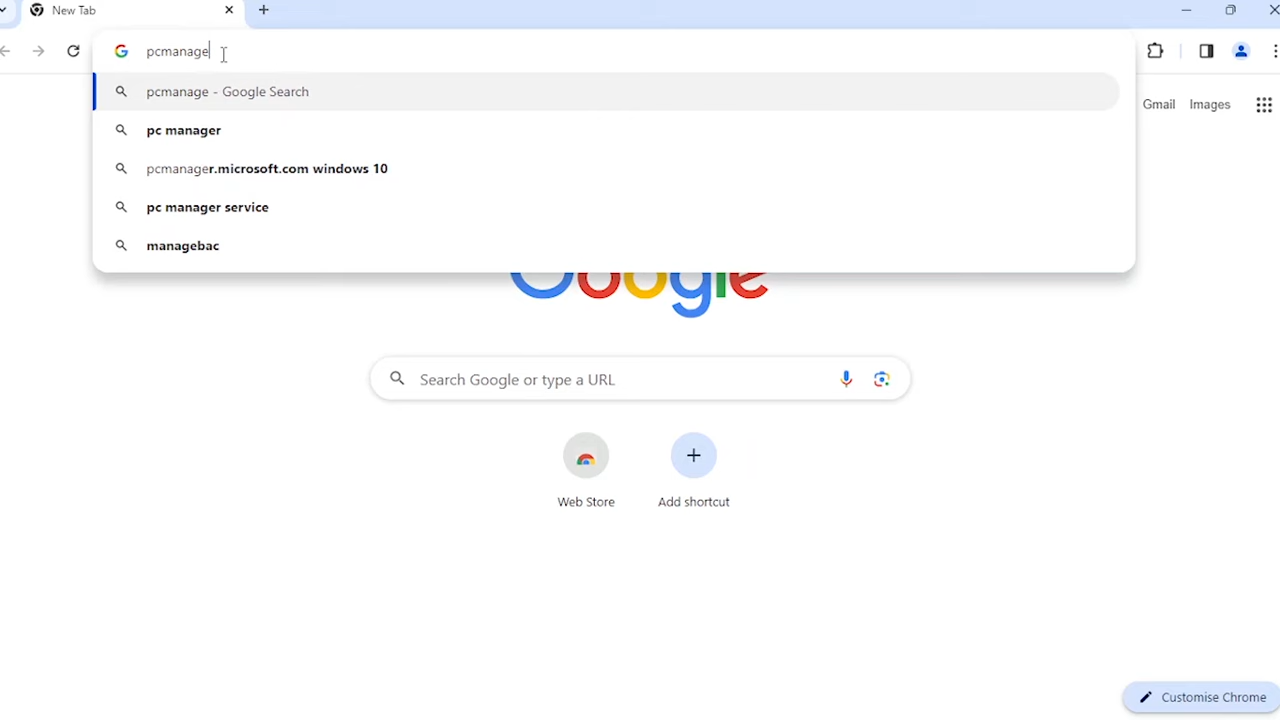 New Tab
pcmanage
pcmanage - Google Search
pc manager
pcmanager.microsoft.com windows 10
pc manager service
managebac
Gmail Images
Google
Search Google or type a URL
Web Store Add shortcut
Customise Chrome